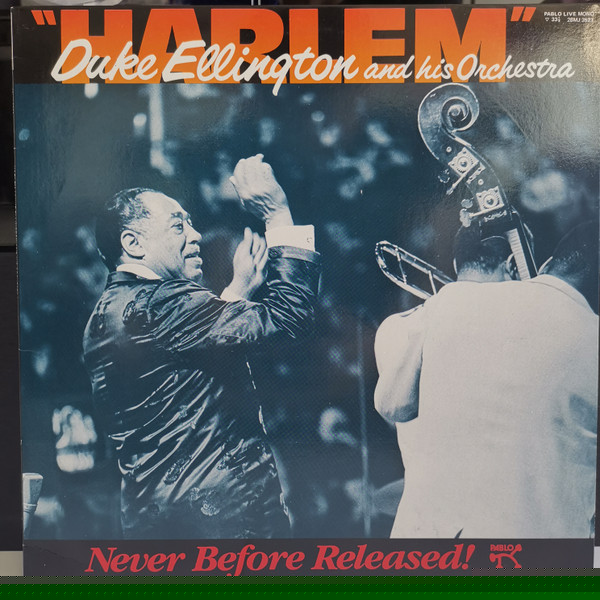 "HARLEM"
PABLO LIVE MONO
Duke Ellington and his Orchestra
Never Before Released!
PABLO